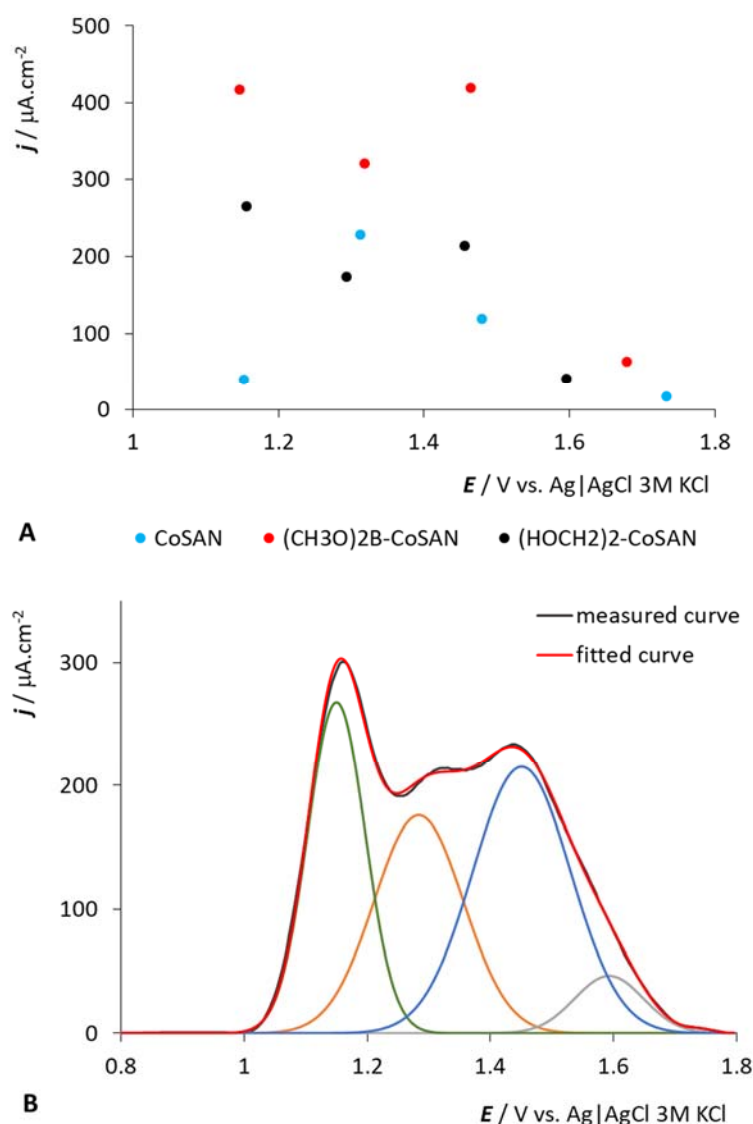 500
400
300
200
100
0
j / μA.cm-2
1 1.2 1.4 1.6 1.8
E / V vs. Ag|AgCl 3M KCl
A
CoSAN (CH3O)2B-CoSAN (HOCH2)2-CoSAN
j / μA.cm-2
measured curve
fitted curve
300
200
100
0
0.8 1 1.2 1.4 1.6 1.8
B
E / V vs. Ag|AgCl 3M KCl